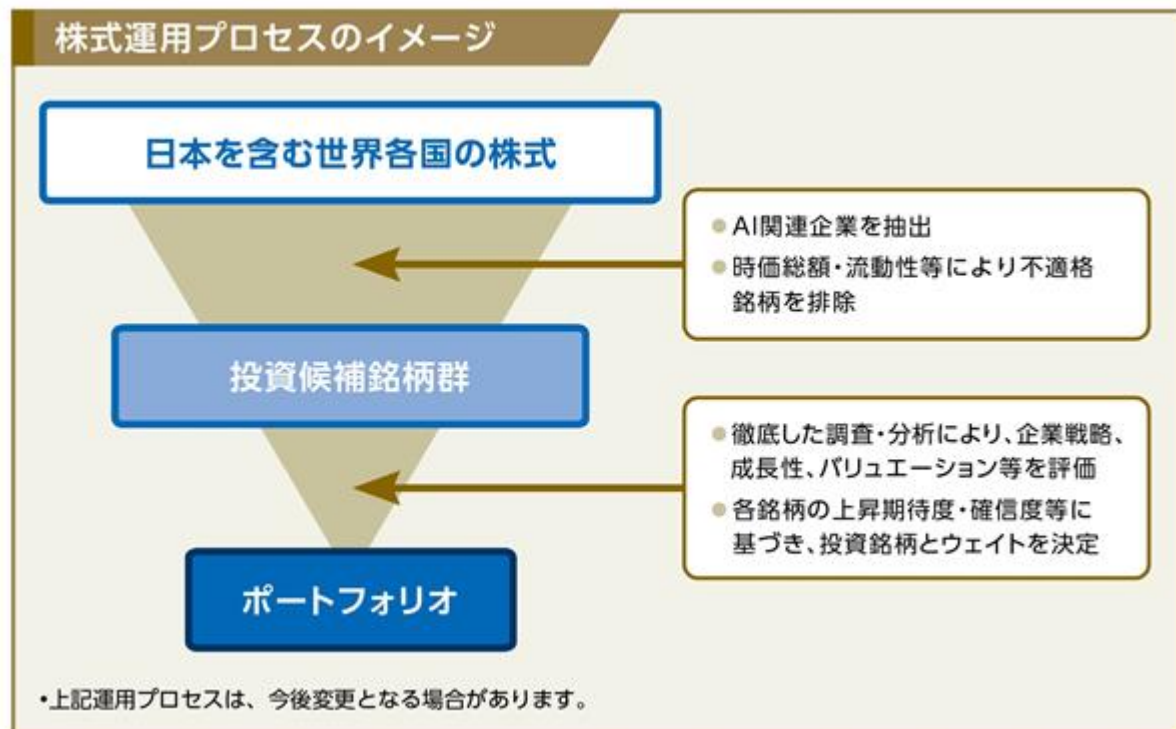 株式運用プロセスのイメージ
日本を含む世界各国の株式
●AI関連企業を抽出
●時価総額・流動性等により不適格
銘柄を排除
投資候補銘柄群
●徹底した調査・分析により、企業戦略、
成長性、バリュエーション等を評価
●各銘柄の上昇期待度・確信度等に
基づき、投資銘柄とウェイトを決定
ポートフォリオ
•上記運用プロセスは、今後変更となる場合があります。